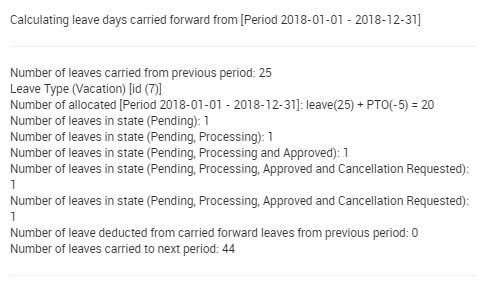 Calculating leave days carried forward from [Period 2018-01-01 - 2018-12-31]
Number of leaves carried from previous period: 25
Leave Type (Vacation) [id (7)]
Number of allocated [Period 2018-01-01 - 2018-12-31]: leave(25) + PTO(-5) = 20
Number of leaves in state (Pending): 1
Number of leaves in state (Pending, Processing): 1
Number of leaves in state (Pending, Processing and Approved): 1
Number of leaves in state (Pending, Processing, Approved and Cancellation Requested):
1
Number of leaves in state (Pending, Processing, Approved and Cancellation Requested):
1
Number of leave deducted from carried forward leaves from previous period: 0
Number of leaves carried to next period: 44